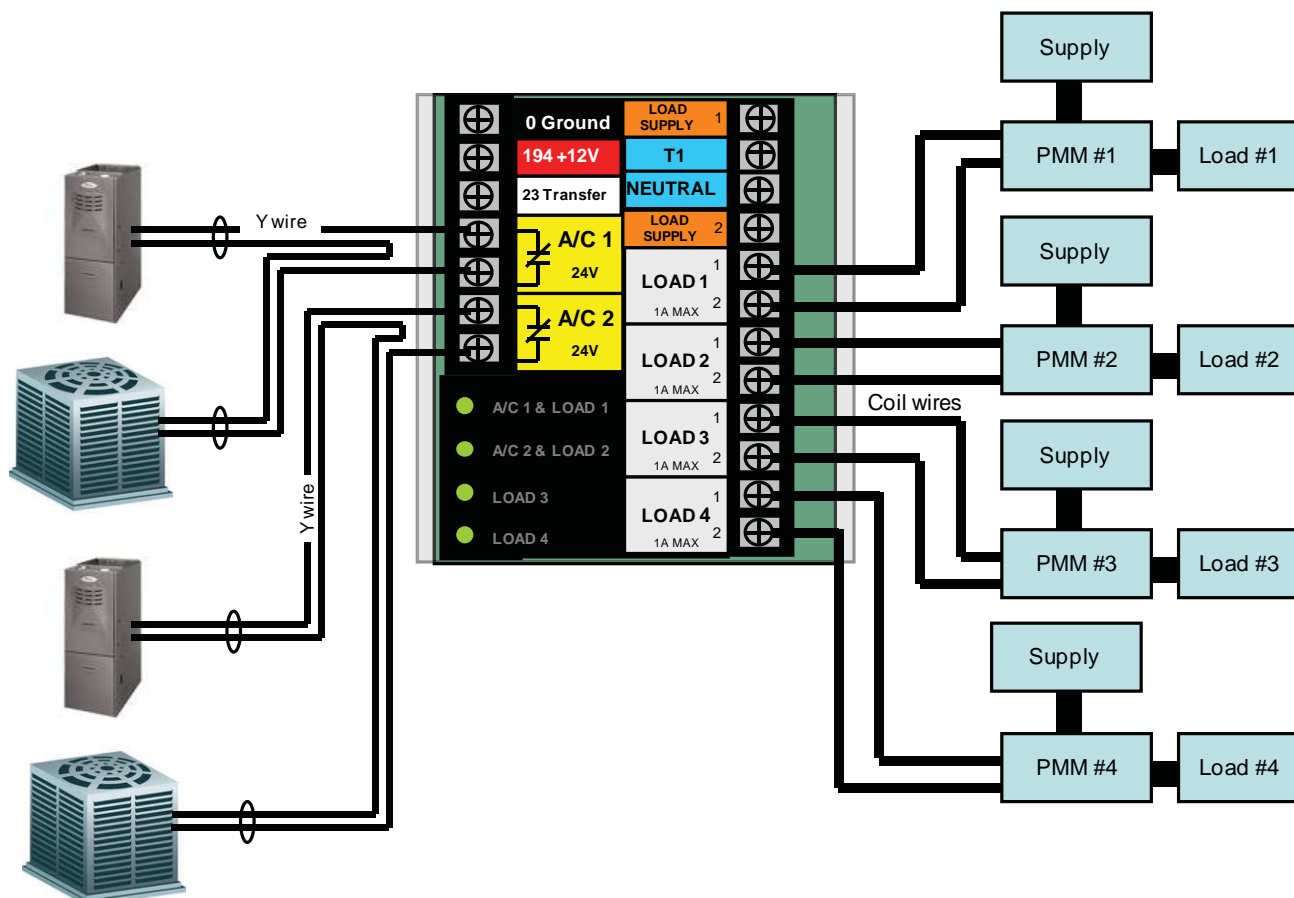 Supply
PMM #1
Load #1
0 Ground
LOAD SUPPLY 1
194 +12V
T1
23 Transfer
NEUTRAL
A/C 1
24V
LOAD SUPPLY 2
LOAD 1
1
1A MAX
2
A/C 2
24V
LOAD 2
1
1A MAX
2
LOAD 3
1
1A MAX
2
LOAD 4
1
1A MAX
2
A/C 1 & LOAD 1
A/C 2 & LOAD 2
LOAD 3
LOAD 4
Y wire
Y wire
Coil wires
Supply
PMM #2
Load #2
Supply
PMM #3
Load #3
Supply
PMM #4
Load #4